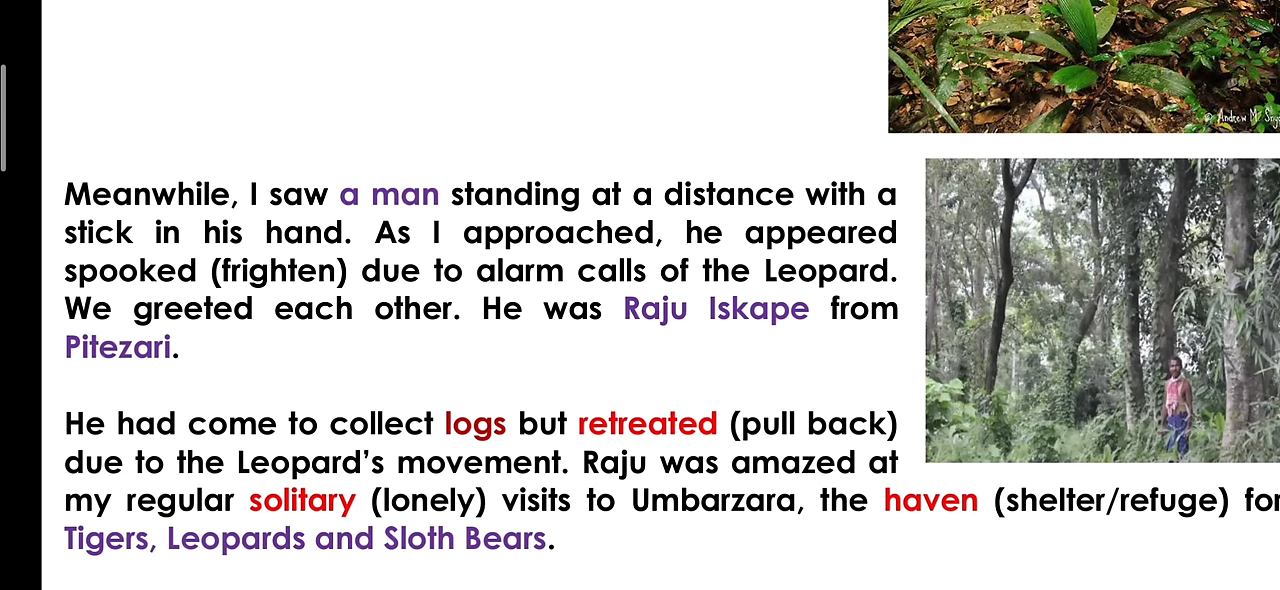 © Andrew M. Sny
Meanwhile, I saw a man standing at a distance with a
stick in his hand. As I approached, he appeared
spooked (frighten) due to alarm calls of the Leopard.
We greeted each other. He was Raju Iskape from
Pitezari.
He had come to collect logs but retreated (pull back)
due to the Leopard’s movement. Raju was amazed at
my regular solitary (lonely) visits to Umbarzara, the haven (shelter/refuge) for
Tigers, Leopards and Sloth Bears.